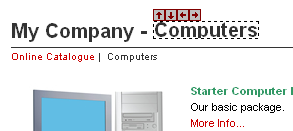 My Company - Computers
Online Catalogue | Computers
Starter Computer
Our basic package.
More Info...